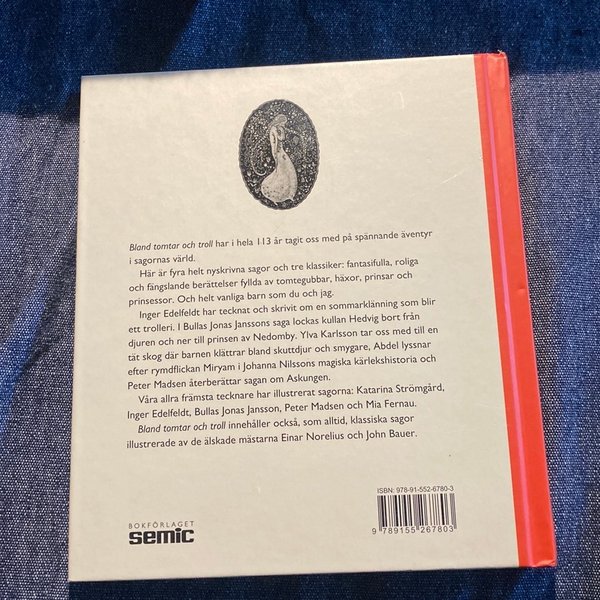 Bland tomtar och troll har i hela 113 år tagit oss med på spännande äventyr
i sagornas värld.
Här är fyra helt nyskrivna sagor och tre klassiker: fantasifulla, roliga
och fängslande berättelser fyllda av tomtegubbar, häxor, prinsar och
prinsessor. Och helt vanliga barn som du och jag.
Inger Edelfeldt har tecknat och skrivit om en sommarklänning som blir
ett trolleri. I Bullas Jonas Janssons saga lockas kullan Hedvig bort från
djuren och ner till prinsen av Nedomby. Ylva Karlsson tar oss med till en
tät skog där barnen klättrar bland skuttdjur och smygare, Abdel lyssnar
efter rymdflickan Miryam i Johanna Nilssons magiska kärlekshistoria och
Peter Madsen återberättar sagan om Askungen.
Våra allra främsta tecknare har illustrerat sagorna: Katarina Strömgård,
Inger Edelfeldt, Bullas Jonas Jansson, Peter Madsen och Mia Fernau.
Bland tomtar och troll innehåller också, som alltid, klassiska sagor
illustrerade av de älskade mästarna Einar Norelius och John Bauer.
ISBN: 978-91-552-6780-3
9 789155 267803
BOKFÖRLAGET
semic